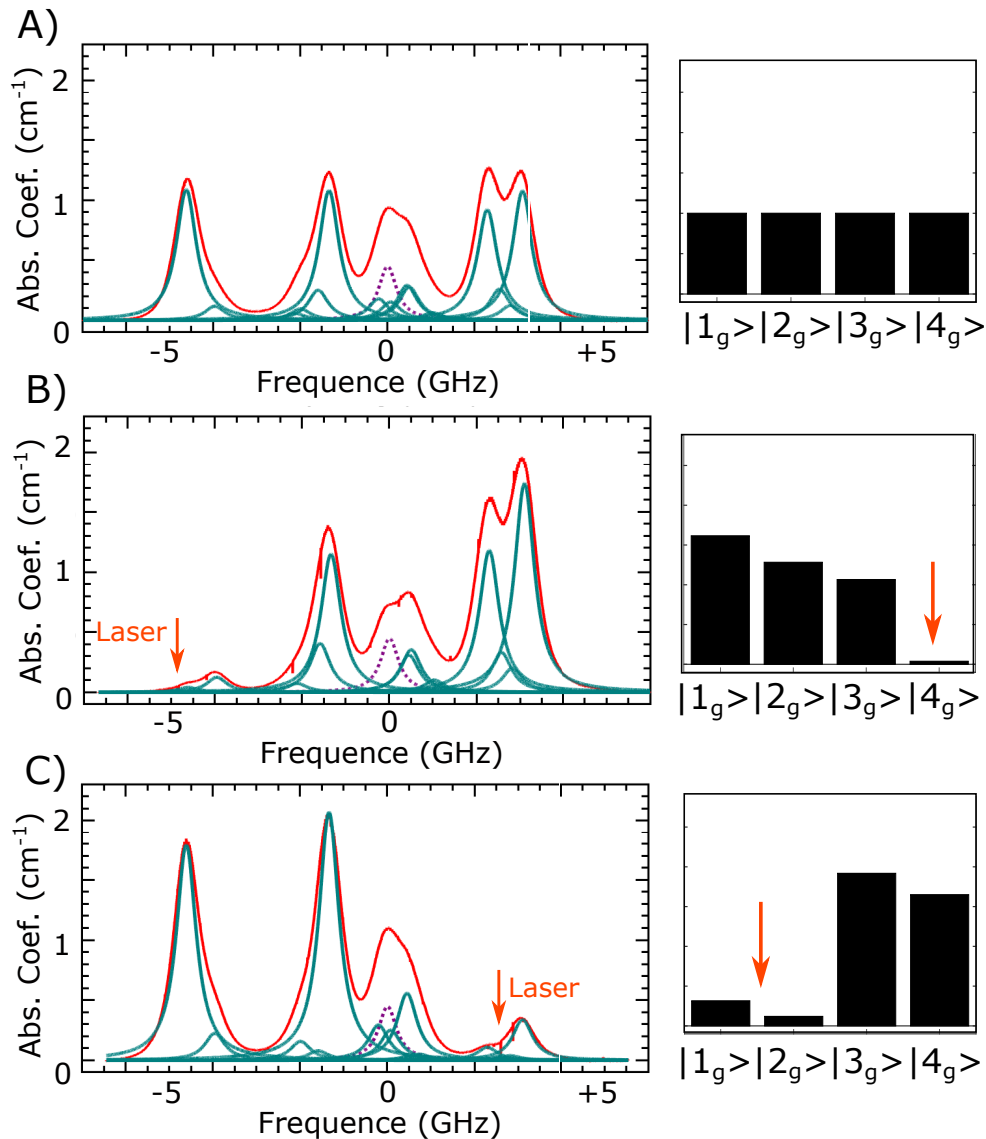 A)
Abs. Coef. (cm⁻¹)
2
1
0
-5
0
+5
Frequence (GHz)
|1g> |2g> |3g> |4g>
B)
Abs. Coef. (cm⁻¹)
2
1
0
Laser
-5
0
+5
Frequence (GHz)
|1g> |2g> |3g> |4g>
C)
Abs. Coef. (cm⁻¹)
2
1
0
Laser
-5
0
+5
Frequence (GHz)
|1g> |2g> |3g> |4g>